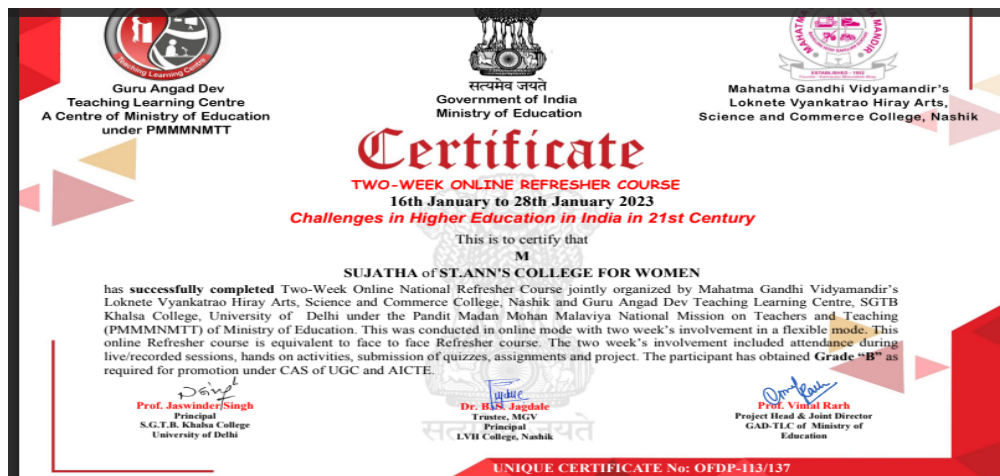 Teaching Learning Centre
Guru Angad Dev
Teaching Learning Centre
A Centre of Ministry of Education
under PMMMNMTT
सत्यमेव जयते
Government of India
Ministry of Education
ESTABLISHED - 1952
Mahatma Gandhi Vidyamandir's
Loknete Vyankatrao Hiray Arts,
Science and Commerce College, Nashik
Certificate
TWO-WEEK ONLINE REFRESHER COURSE
16th January to 28th January 2023
Challenges in Higher Education in India in 21st Century
This is to certify that
M
SUJATHA of ST.ANN'S COLLEGE FOR WOMEN
has successfully completed Two-Week Online National Refresher Course jointly organized by Mahatma Gandhi Vidyamandir's
Loknete Vyankatrao Hiray Arts, Science and Commerce College, Nashik and Guru Angad Dev Teaching Learning Centre, SGTB
Khalsa College, University of Delhi under the Pandit Madan Mohan Malaviya National Mission on Teachers and Teaching
(PMMMNMTT) of Ministry of Education. This was conducted in online mode with two week's involvement in a flexible mode. This
online Refresher course is equivalent to face to face Refresher course. The two week's involvement included attendance during
live/recorded sessions, hands on activities, submission of quizzes, assignments and project. The participant has obtained Grade “B” as
required for promotion under CAS of UGC and AICTE.
Prof. Jaswinder Singh
Principal
S.G.T.B. Khalsa College
University of Delhi
Dr. B.S. Jagdale
Trustee, MGV
Principal
LVH College, Nashik
Prof. Vimal Rarh
Project Head & Joint Director
GAD-TLC of Ministry of
Education
सत्यमेव जयते
UNIQUE CERTIFICATE No: OFDP-113/137